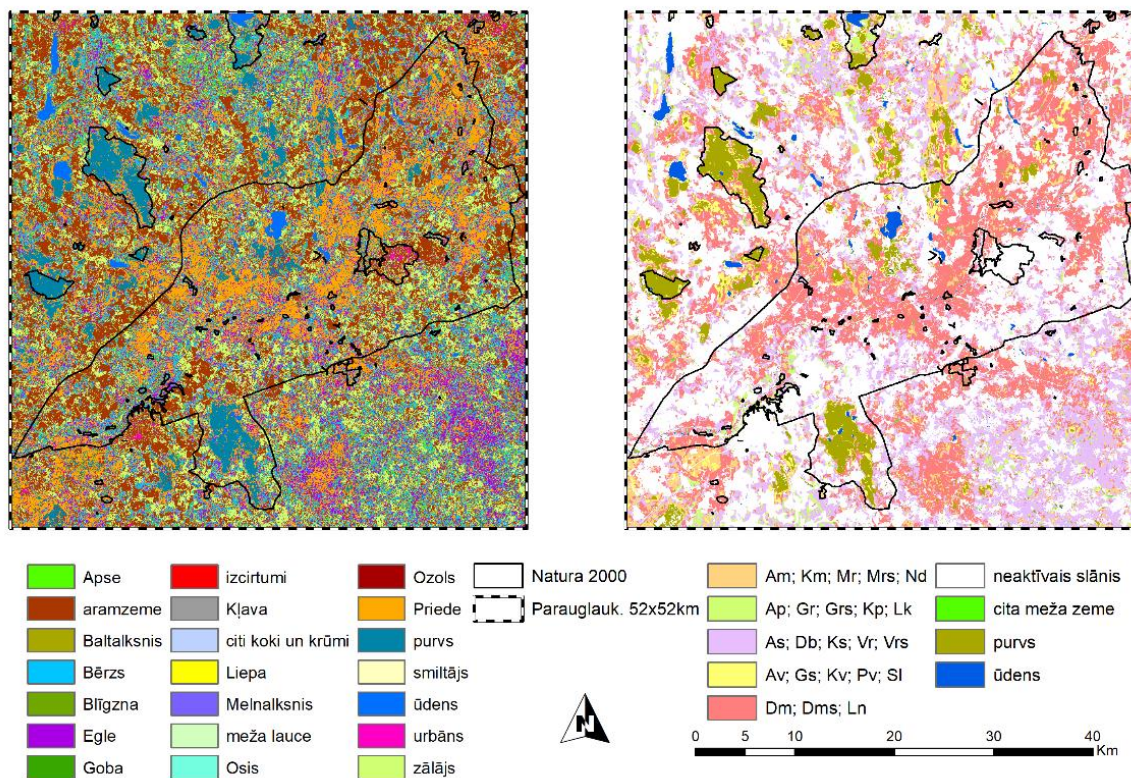 Apse
aramzeme
Baltalksnis
Bērzs
Blīgzna
Egle
Goba
izcirtumi
Kļava
citi koki un krūmi
Liepa
Melnalksnis
meža lauce
Osis
Ozols
Priede
purvs
smiltājs
ūdens
urbāns
zālājs
Natura 2000
Parauglauk. 52x52km
N
Am; Km; Mr; Mrs; Nd
Ap; Gr; Grs; Kp; Lk
As; Db; Ks; Vr; Vrs
Av; Gs; Kv; Pv; Sl
Dm; Dms; Ln
neaktīvais slānis
cita meža zeme
purvs
ūdens
0 5 10 20 30 40
Km